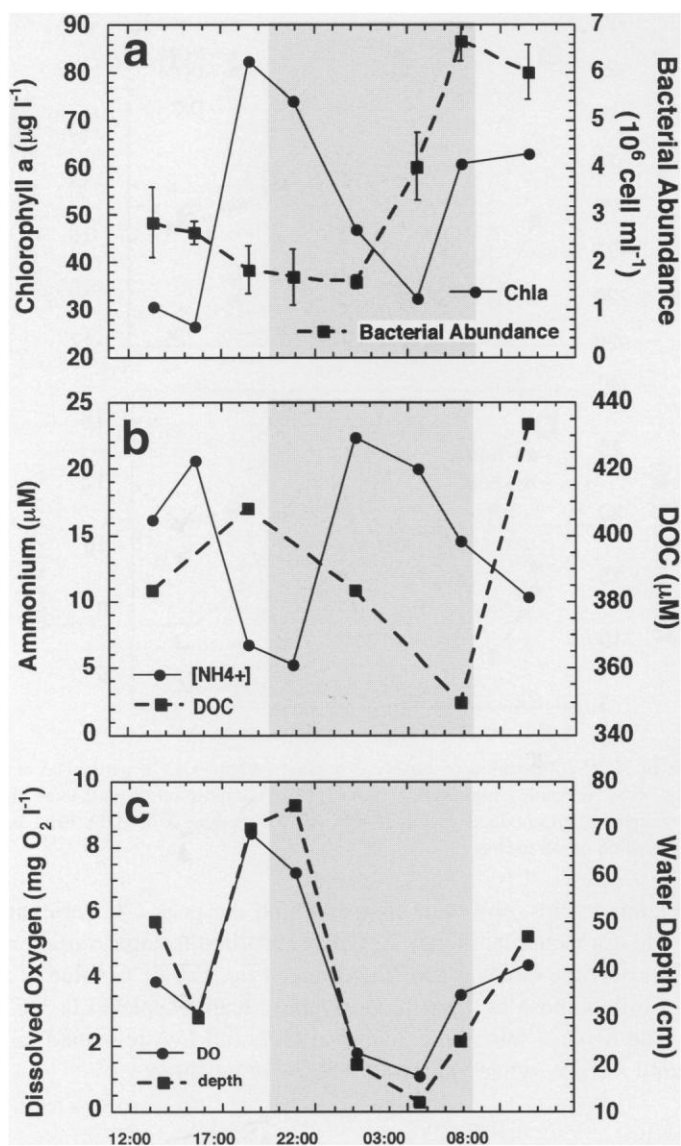 a
Chlorophyll a (µg l⁻¹)
90
80
70
60
50
40
30
20
Bacterial Abundance
(10⁶ cell ml⁻¹)
7
6
5
4
3
2
1
0
Chla
Bacterial Abundance
b
Ammonium (µM)
25
20
15
10
5
0
DOC (µM)
440
420
400
380
360
340
[NH4+]
DOC
c
Dissolved Oxygen (mg O₂ l⁻¹)
10
8
6
4
2
0
Water Depth (cm)
80
70
60
50
40
30
20
10
DO
depth
12:00 17:00 22:00 03:00 08:00